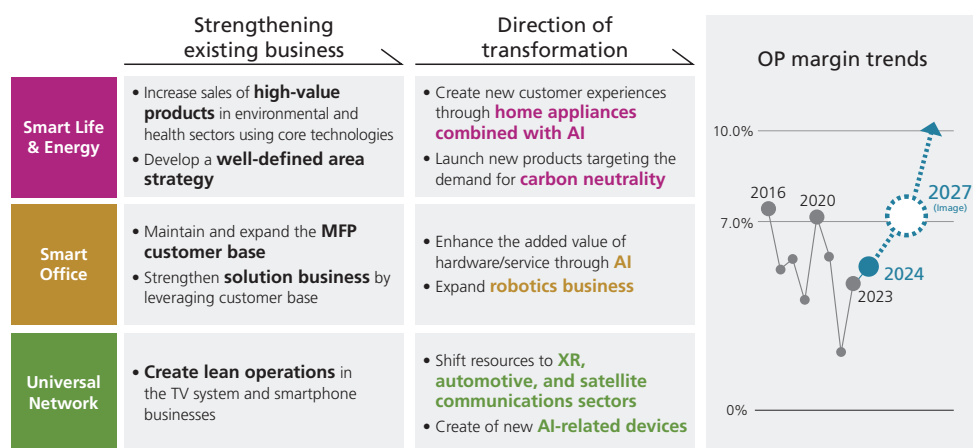 Strengthening
existing business
Direction of
transformation
Smart Life
& Energy
• Increase sales of high-value
products in environmental and
health sectors using core technologies
• Develop a well-defined area
strategy
• Create new customer experiences
through home appliances
combined with AI
• Launch new products targeting the
demand for carbon neutrality
Smart
Office
• Maintain and expand the MFP
customer base
• Strengthen solution business by
leveraging customer base
• Enhance the added value of
hardware/service through AI
• Expand robotics business
Universal
Network
• Create lean operations in
the TV system and smartphone
businesses
• Shift resources to XR,
automotive, and satellite
communications sectors
• Create of new AI-related devices
OP margin trends
10.0%
2016
2020
2027
(Image)
7.0%
2024
2023
0%